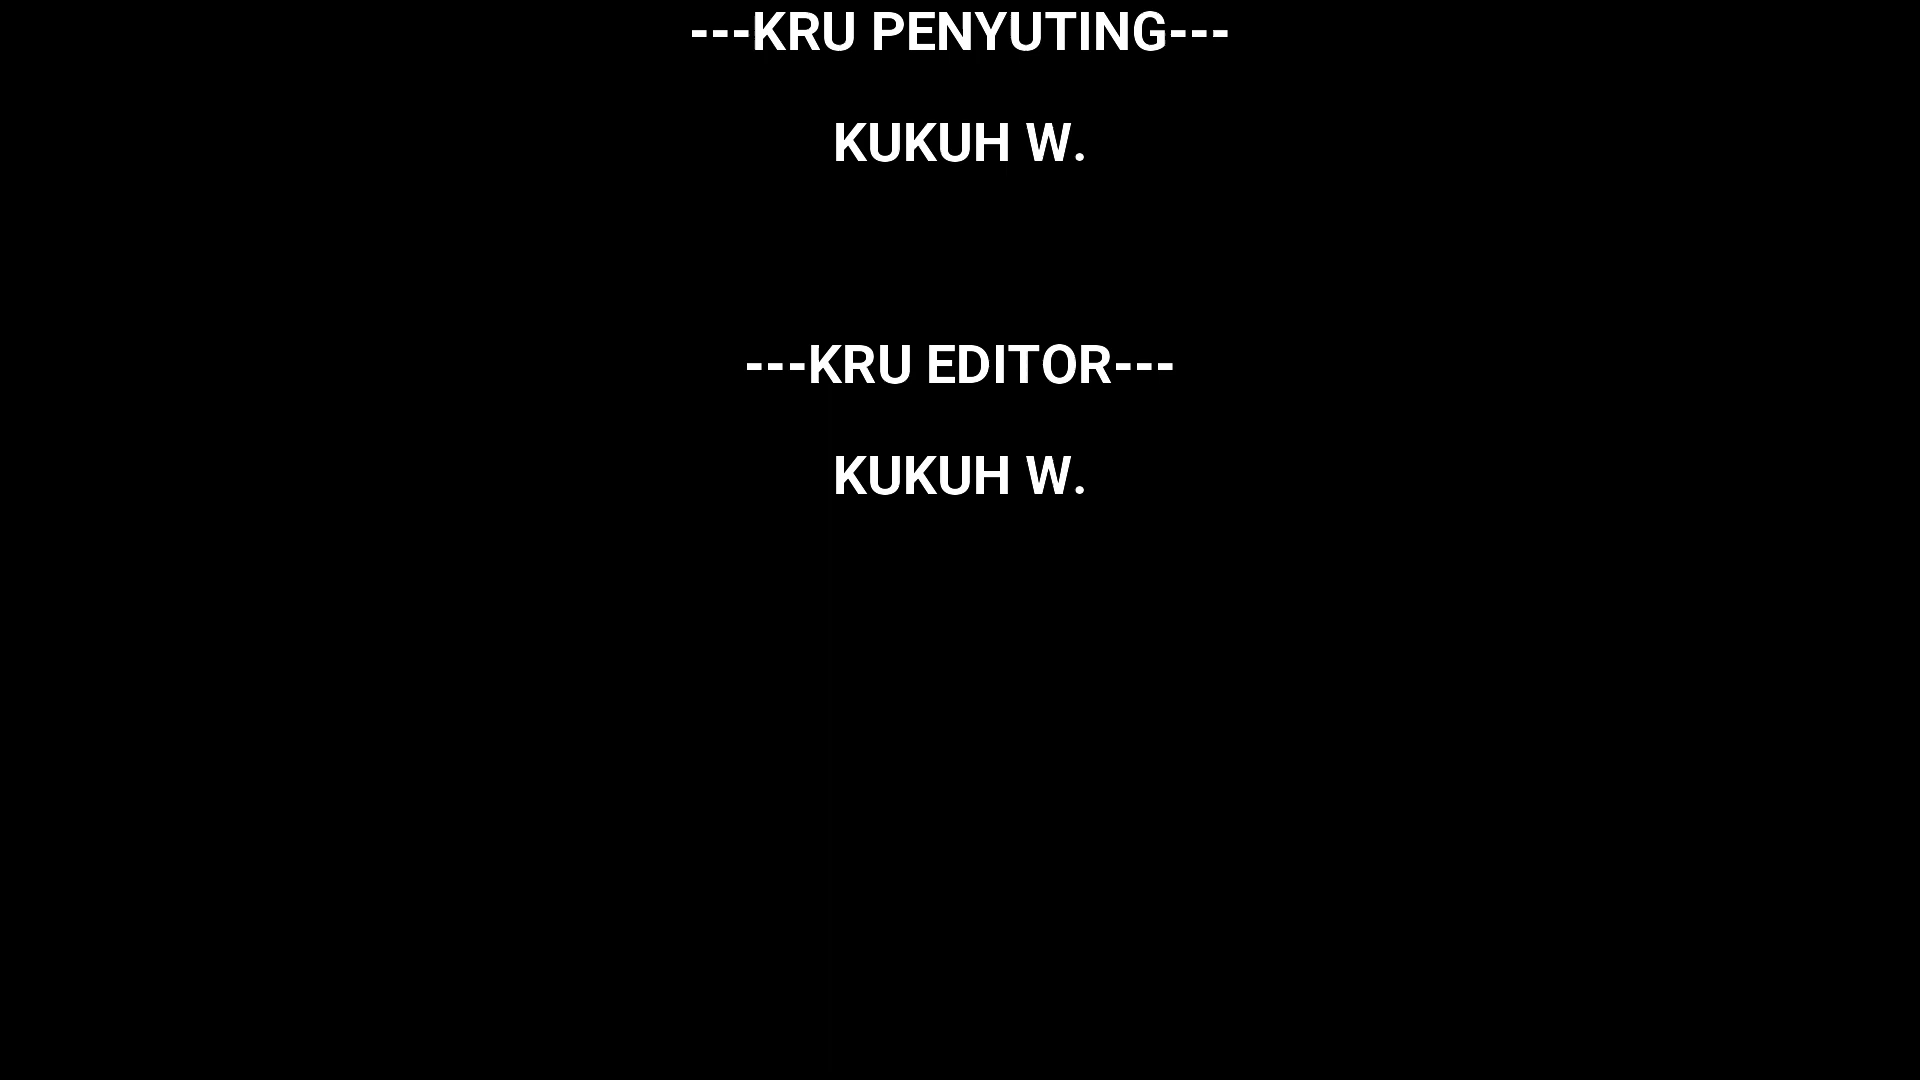 ---KRU PENYUTING---
KUKUH W.
---KRU EDITOR---
KUKUH W.